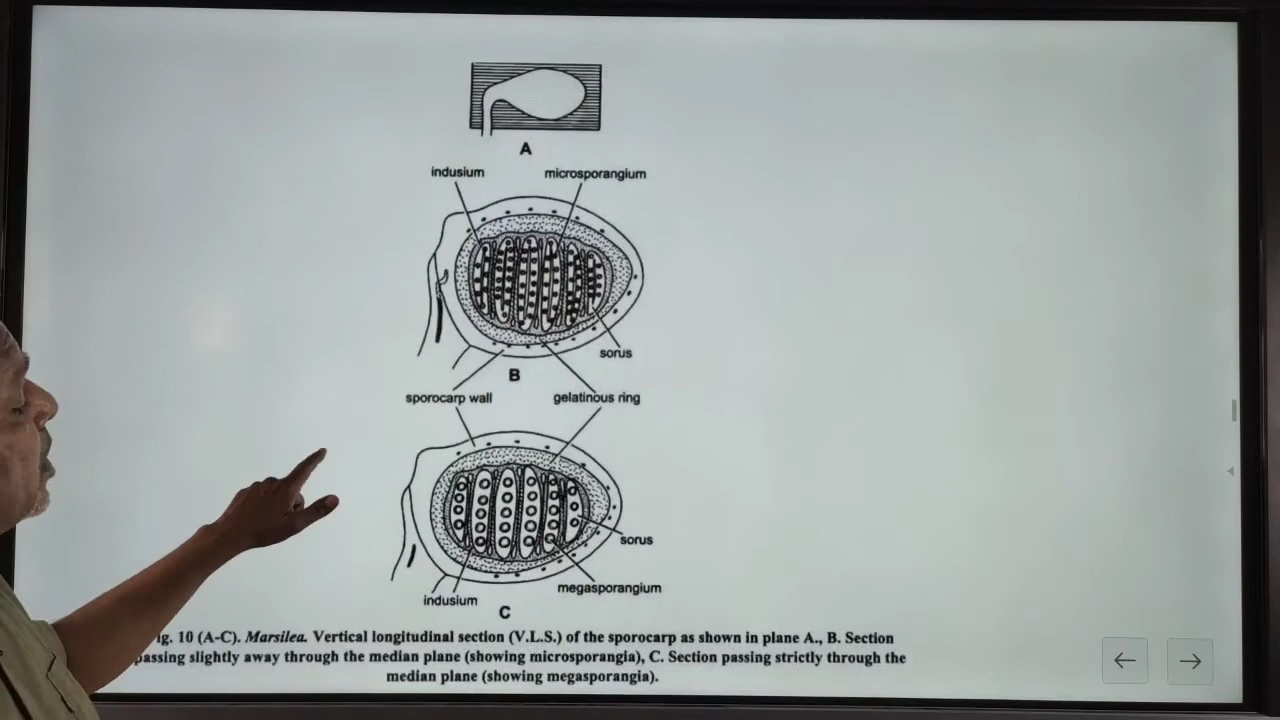 A
indusium microsporangium
sorus
B
sporocarp wall gelatinous ring
sorus
megasporangium
indusium
C
ig. 10 (A-C). Marsilea. Vertical longitudinal section (V.L.S.) of the sporocarp as shown in plane A., B. Section
passing slightly away through the median plane (showing microsporangia), C. Section passing strictly through the
median plane (showing megasporangia).